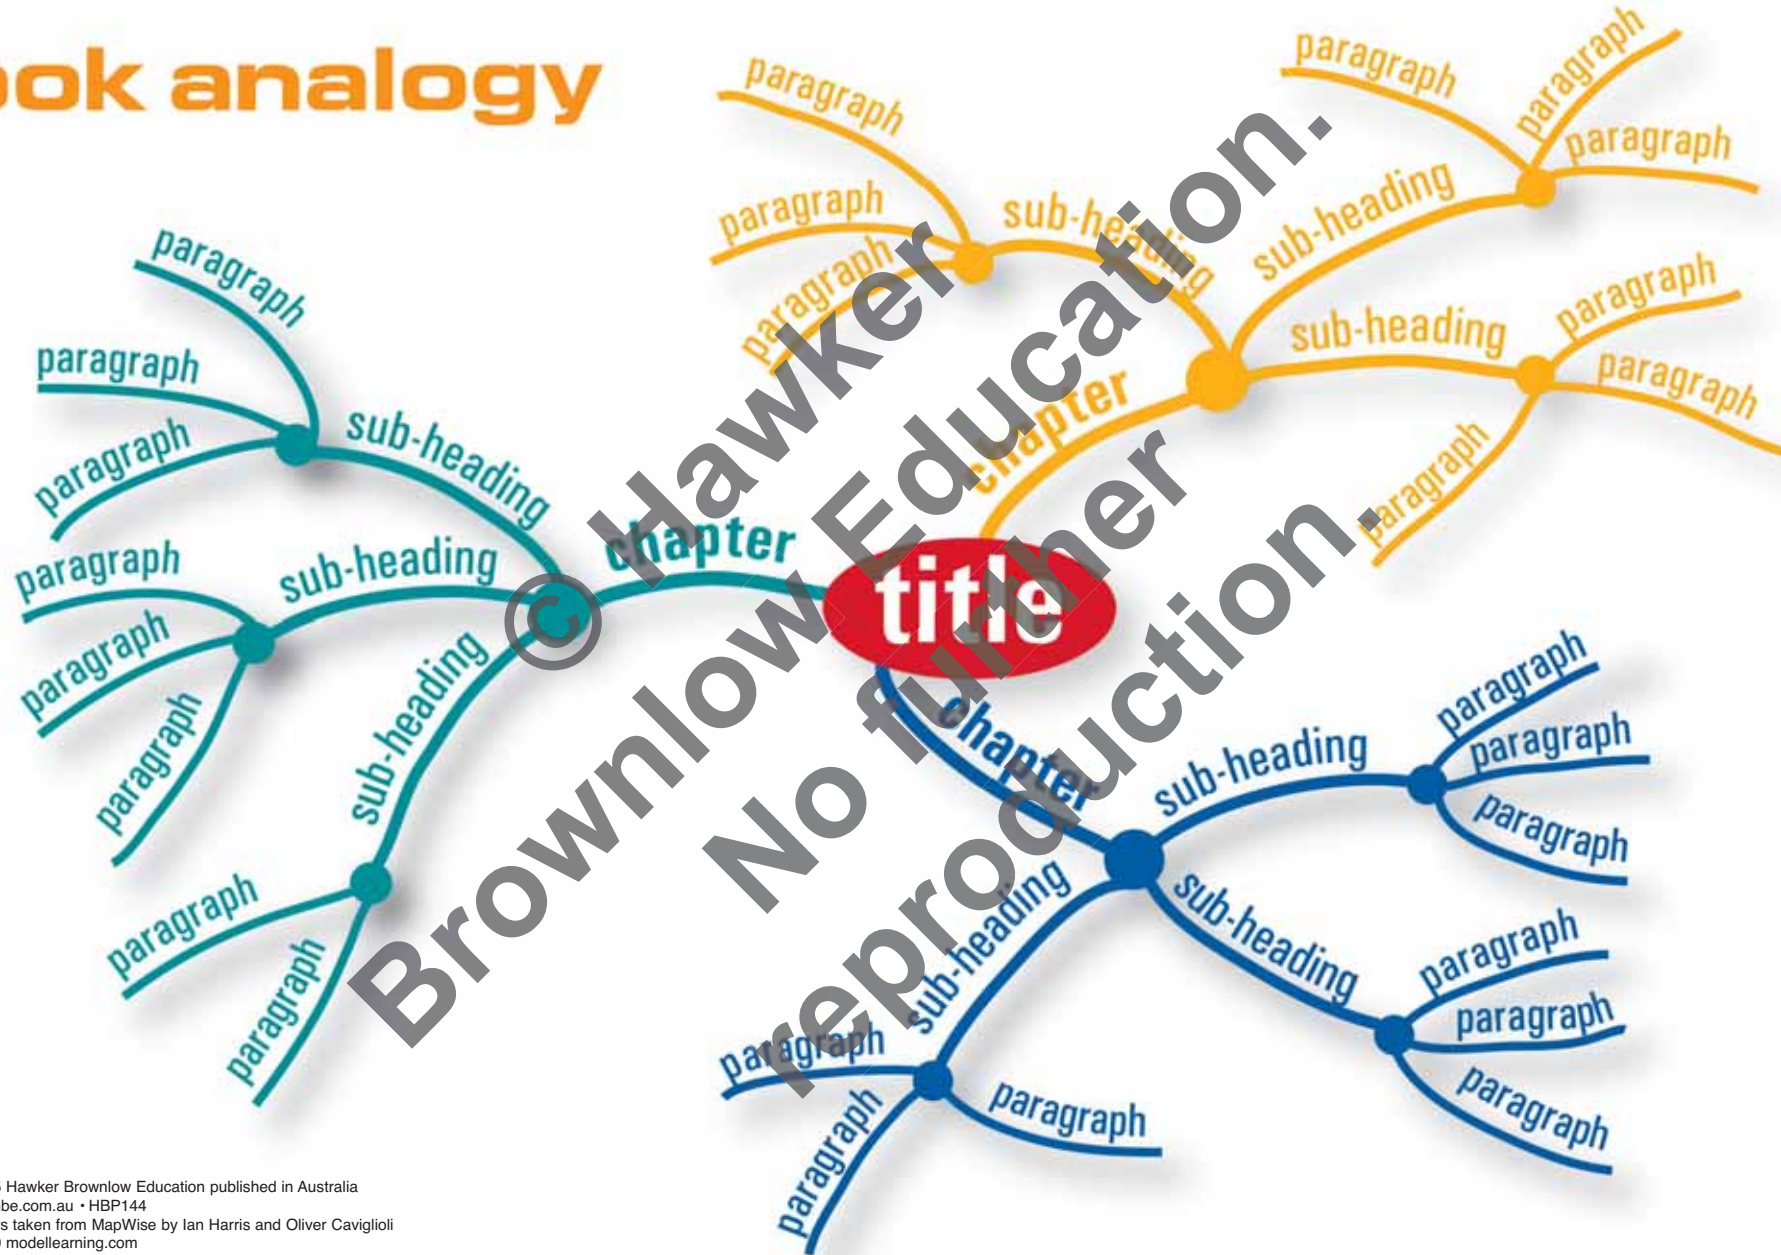 ook analogy
title
chapter
sub-heading
paragraph
paragraph
paragraph
sub-heading
paragraph
paragraph
paragraph
sub-heading
paragraph
paragraph
paragraph
chapter
sub-heading
paragraph
paragraph
paragraph
sub-heading
paragraph
paragraph
paragraph
sub-heading
paragraph
paragraph
paragraph
chapter
sub-heading
paragraph
paragraph
paragraph
sub-heading
paragraph
paragraph
paragraph
sub-heading
paragraph
paragraph
© Hawker
Brownlow Education.
No further
reproduction.
Hawker Brownlow Education published in Australia
be.com.au • HBP144
s taken from MapWise by Ian Harris and Oliver Caviglioli
modellearning.com